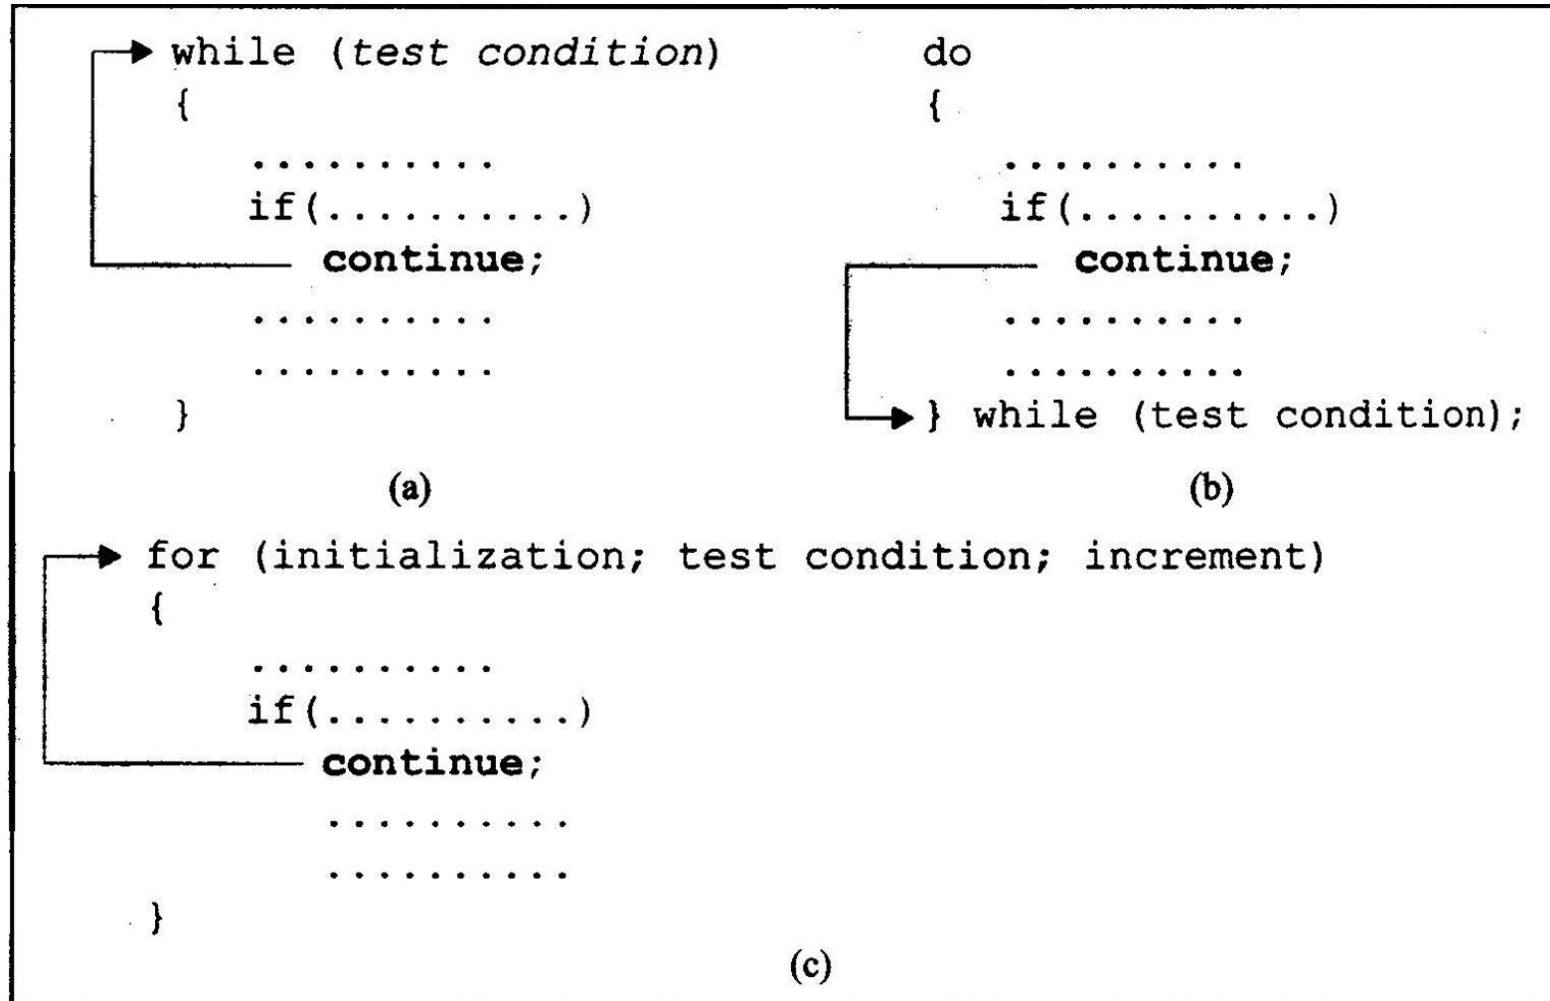 while (test condition)
{
..........
if(..........)
continue;
..........
..........
}
(a)
do
{
..........
if(..........)
continue;
..........
..........
} while (test condition);
(b)
for (initialization; test condition; increment)
{
..........
if(..........)
continue;
..........
..........
}
(c)